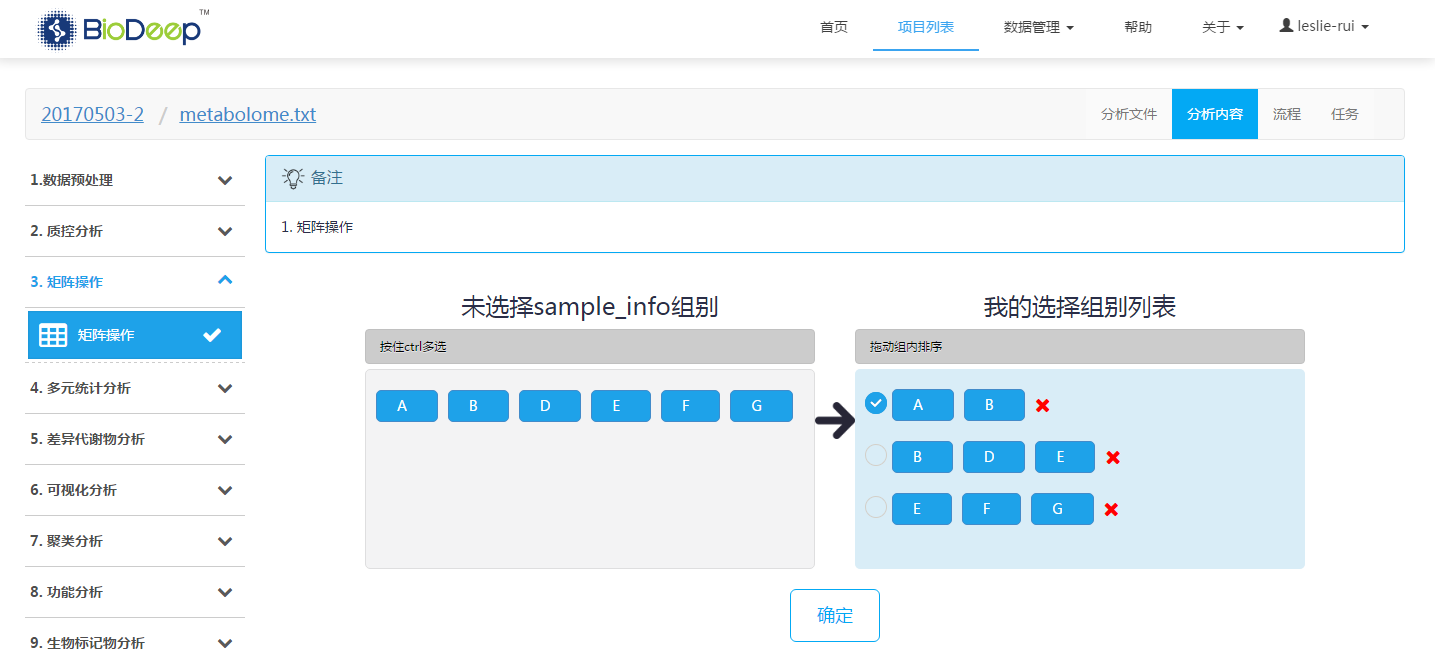 BioDeep™
首页 项目列表 数据管理 帮助 关于 leslie-rui
20170503-2 / metabolome.txt
分析文件 分析内容 流程 任务
1.数据预处理
2. 质控分析
3. 矩阵操作
矩阵操作
4. 多元统计分析
5. 差异代谢物分析
6. 可视化分析
7. 聚类分析
8. 功能分析
9. 生物标记物分析
备注
1. 矩阵操作
未选择sample_info组别
按住ctrl多选
A B D E F G
我的选择组别列表
拖动组内排序
A B
B D E
E F G
确定